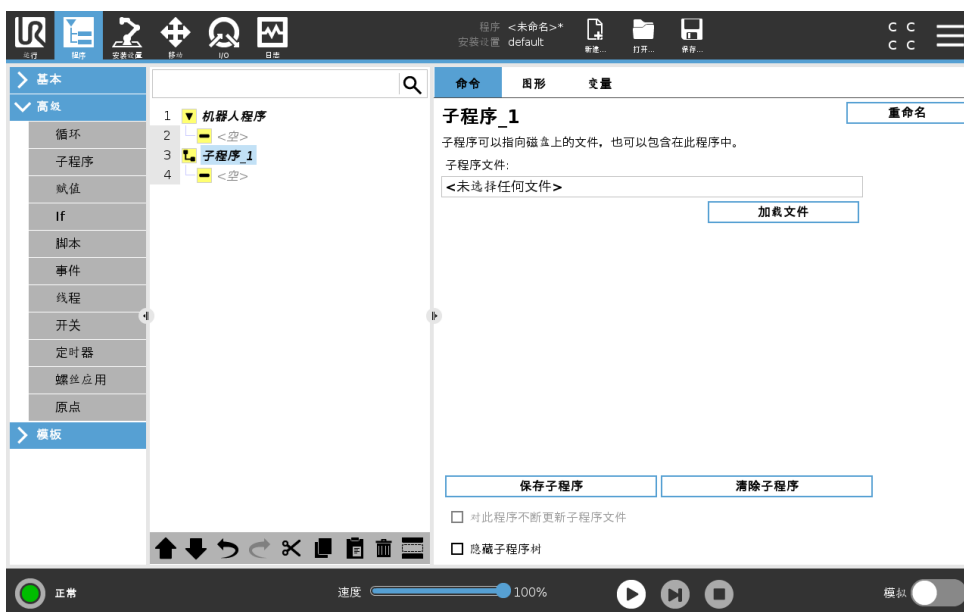 程序 <未命名>*
安装设置 default
C C
C C
运行 程序 安装设置 移动 I/O 日志 新建... 打开... 保存...
基本
高级
循环
子程序
赋值
If
脚本
事件
线程
开关
定时器
螺丝应用
原点
模板
1 机器人程序
2 <空>
3 子程序_1
4 <空>
命令 图形 变量
子程序_1
重命名
子程序可以指向磁盘上的文件，也可以包含在此程序中。
子程序文件:
<未选择任何文件>
加载文件
保存子程序 清除子程序
对此程序不断更新子程序文件
隐藏子程序树
正常
速度 100%
模拟